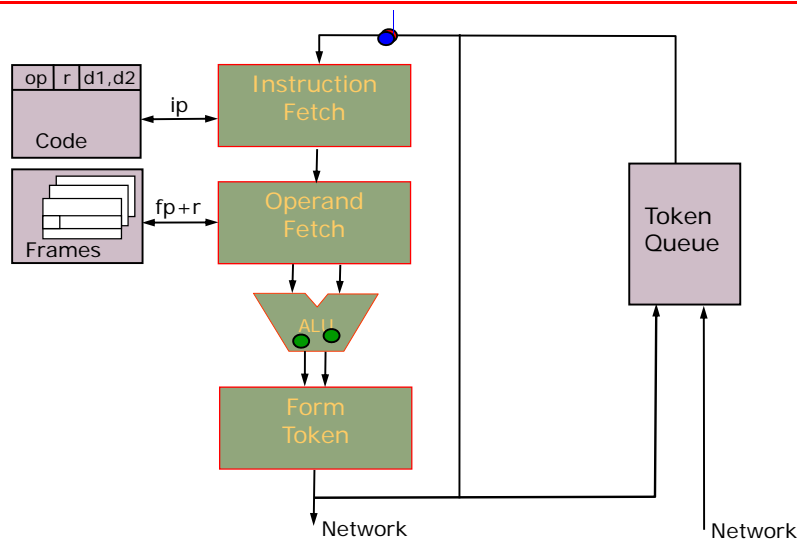 op r d1,d2
Code
ip
Instruction
Fetch
Frames
fp+r
Operand
Fetch
ALU
Form
Token
Token
Queue
Network
Network